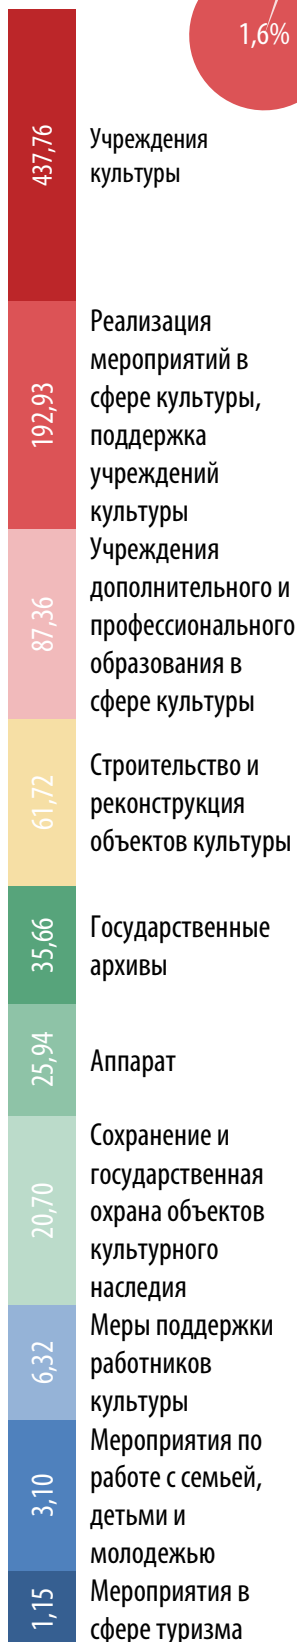 1,6%
437,76
Учреждения
культуры
192,93
Реализация
мероприятий в
сфере культуры,
поддержка
учреждений
культуры
87,36
Учреждения
дополнительного и
профессионального
образования в
сфере культуры
61,72
Строительство и
реконструкция
объектов культуры
35,66
Государственные
архивы
25,94
Аппарат
20,70
Сохранение и
государственная
охрана объектов
культурного
наследия
6,32
Меры поддержки
работников
культуры
3,10
Мероприятия по
работе с семьей,
детьми и
молодежью
1,15
Мероприятия в
сфере туризма